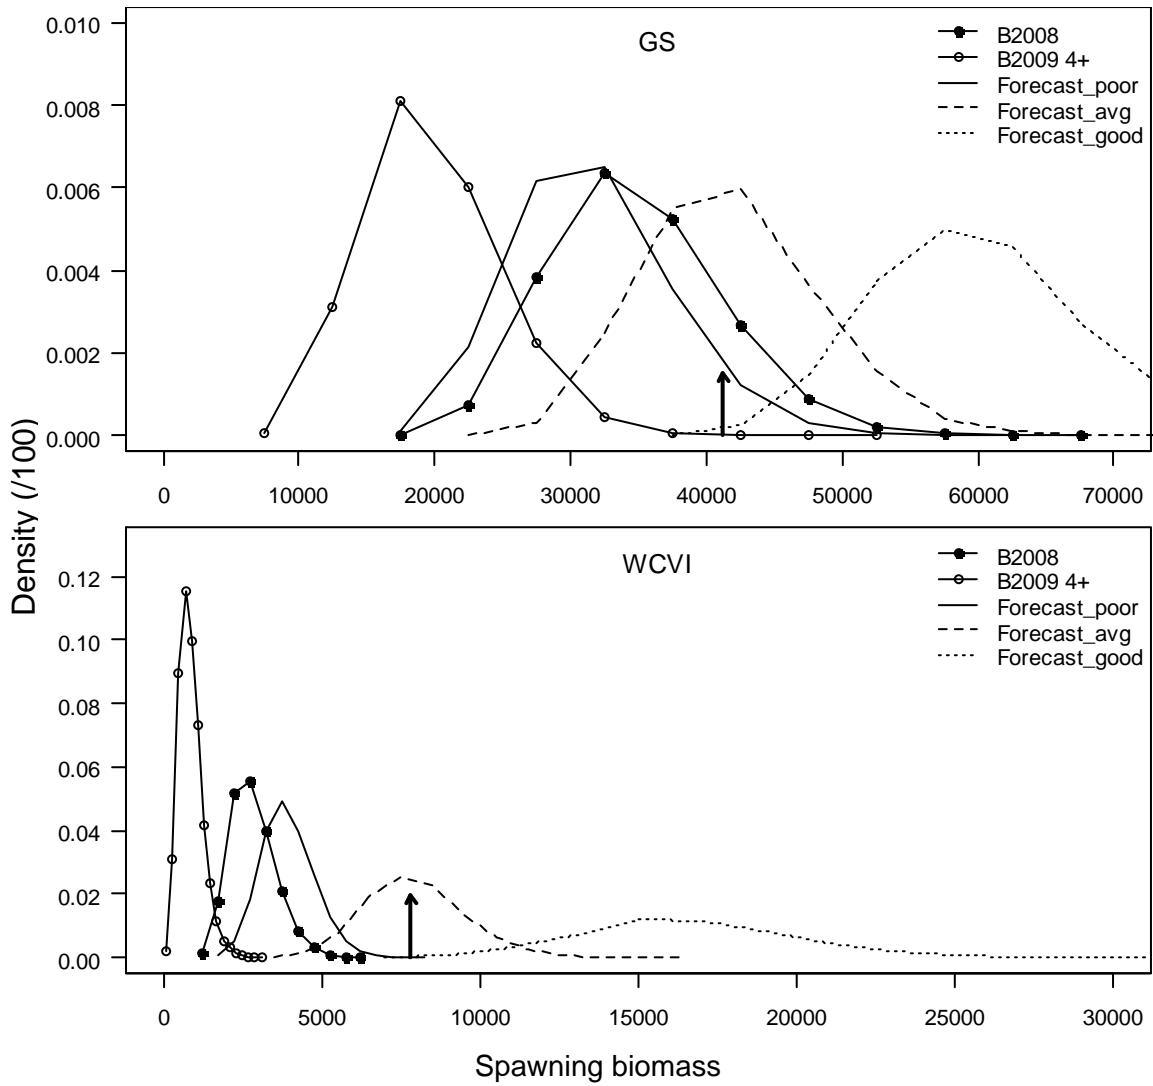 GS
B2008
B2009 4+
Forecast_poor
Forecast_avg
Forecast_good
0.010
0.008
0.006
0.004
0.002
0.000
0 10000 20000 30000 40000 50000 60000 70000
Density (/100)
WCVI
B2008
B2009 4+
Forecast_poor
Forecast_avg
Forecast_good
0.12
0.10
0.08
0.06
0.04
0.02
0.00
0 5000 10000 15000 20000 25000 30000
Spawning biomass